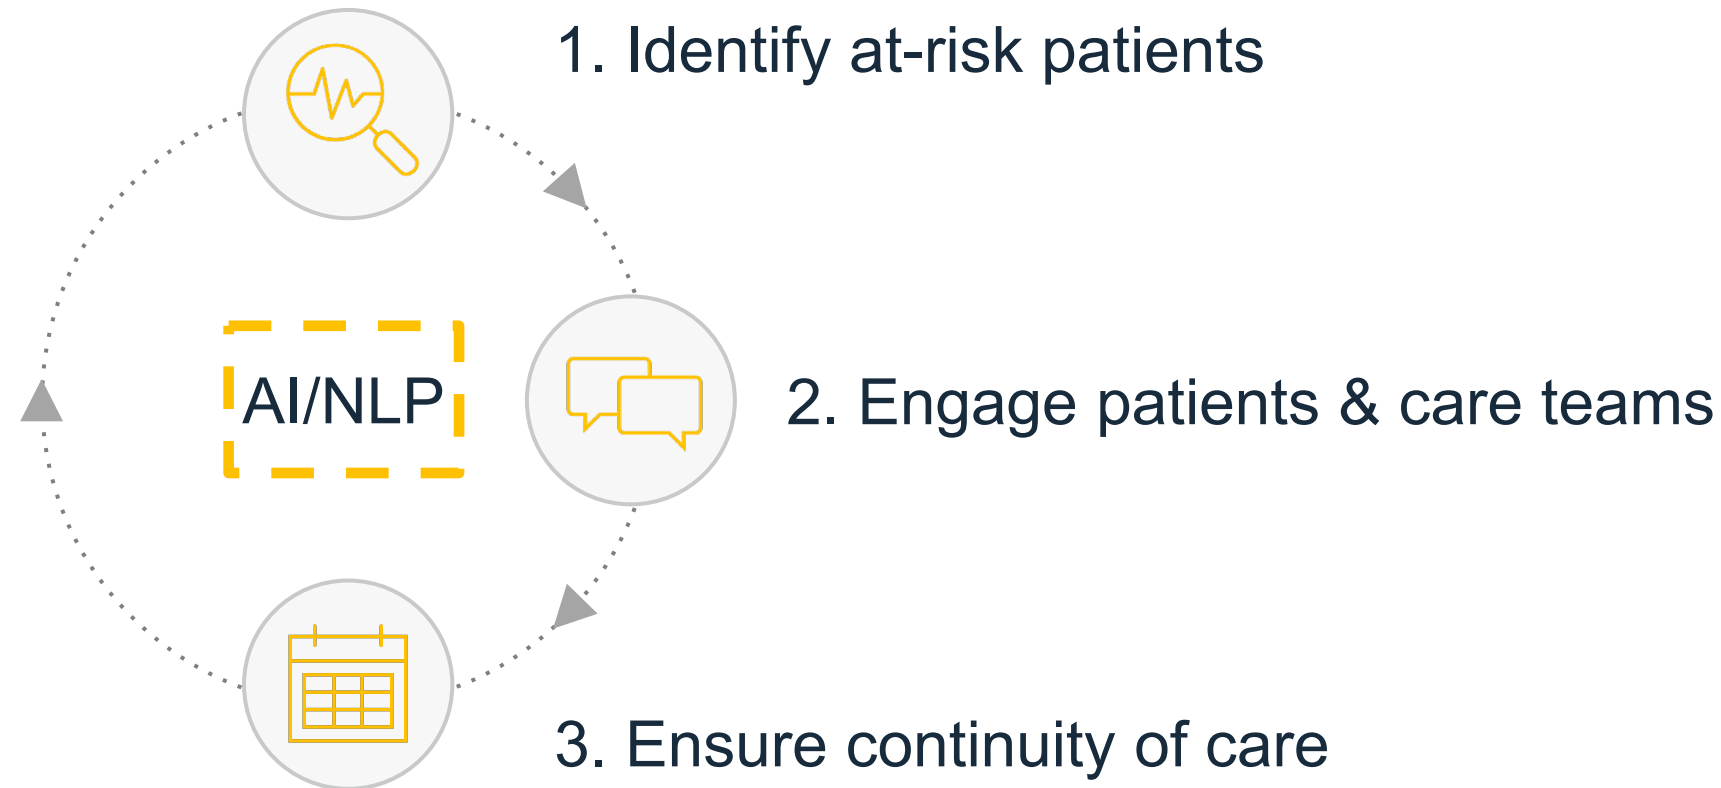 1. Identify at-risk patients
AI/NLP
2. Engage patients & care teams
3. Ensure continuity of care